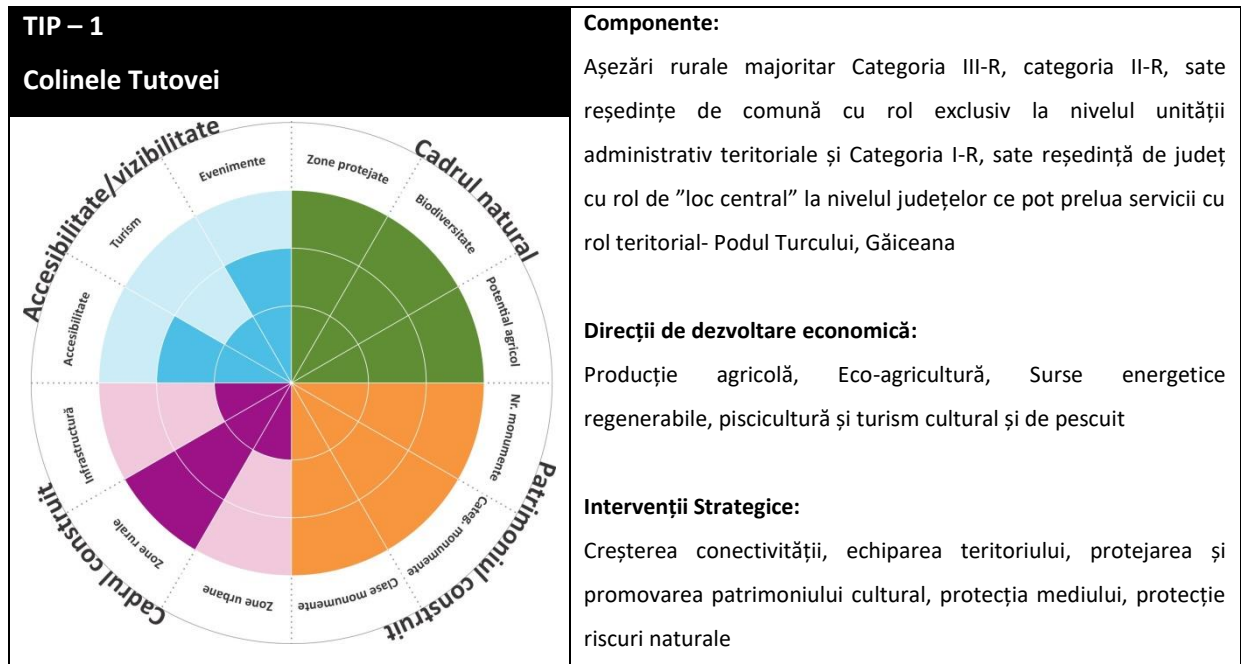 TIP – 1
Colinele Tutovei
Accesibilitate/vizibilitate
Cadrul natural
Patrimoniul construit
Cadrul construit
Evenimente
Turism
Accesibilitate
Zone protejate
Biodiversitate
Potențial agricol
Nr. monumente
Categ. monumente
Clase monumente
Zone urbane
Zone rurale
Infrastructură
Componente:
Așezări rurale majoritar Categoria III-R, categoria II-R, sate
reședințe de comună cu rol exclusiv la nivelul unității
administrativ teritoriale și Categoria I-R, sate reședință de județ
cu rol de ”loc central” la nivelul județelor ce pot prelua servicii cu
rol teritorial- Podul Turcului, Găiceana
Direcții de dezvoltare economică:
Producție agricolă, Eco-agricultură, Surse energetice
regenerabile, piscicultură și turism cultural și de pescuit
Intervenții Strategice:
Creșterea conectivității, echiparea teritoriului, protejarea și
promovarea patrimoniului cultural, protecția mediului, protecție
riscuri naturale